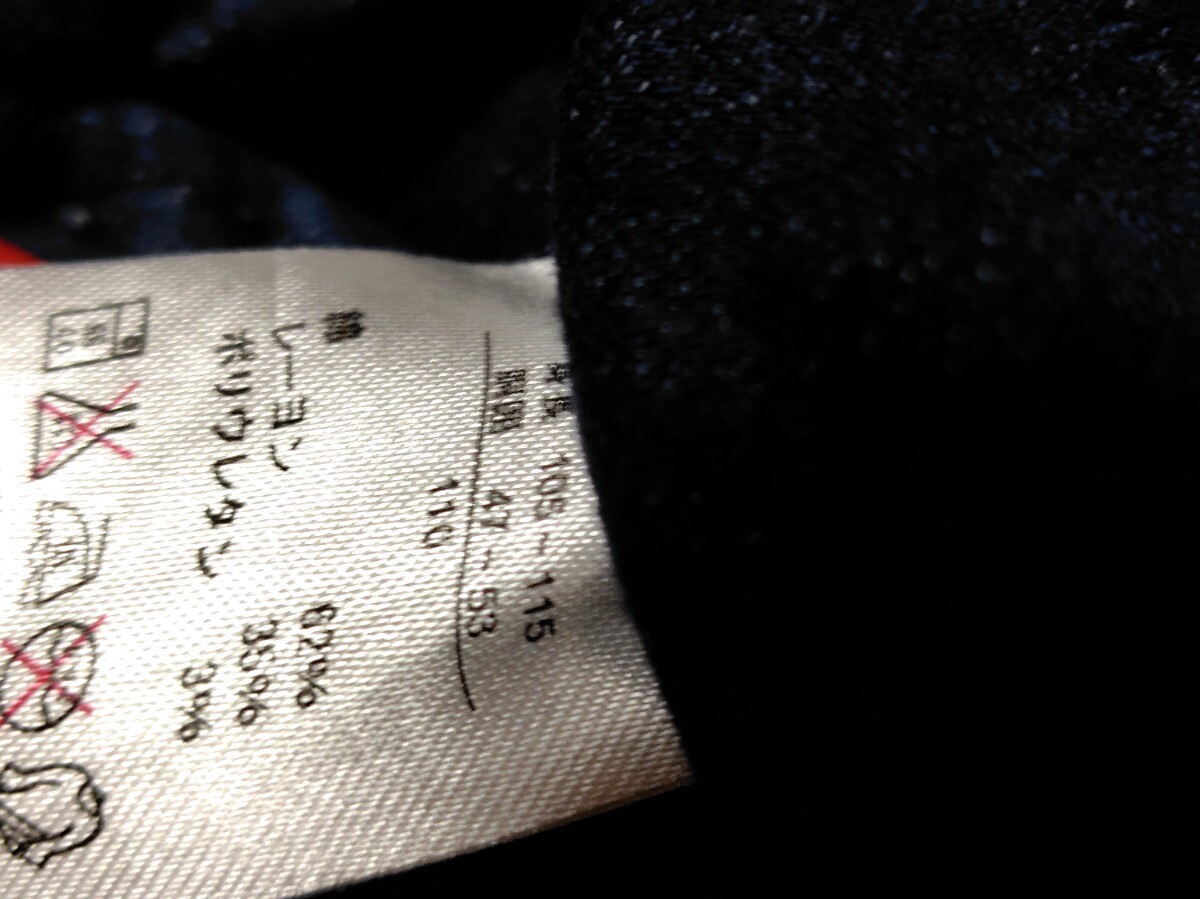 身長 105-115
胴囲 47-53
110
綿 62%
レーヨン 35%
ポリウレタン 3%